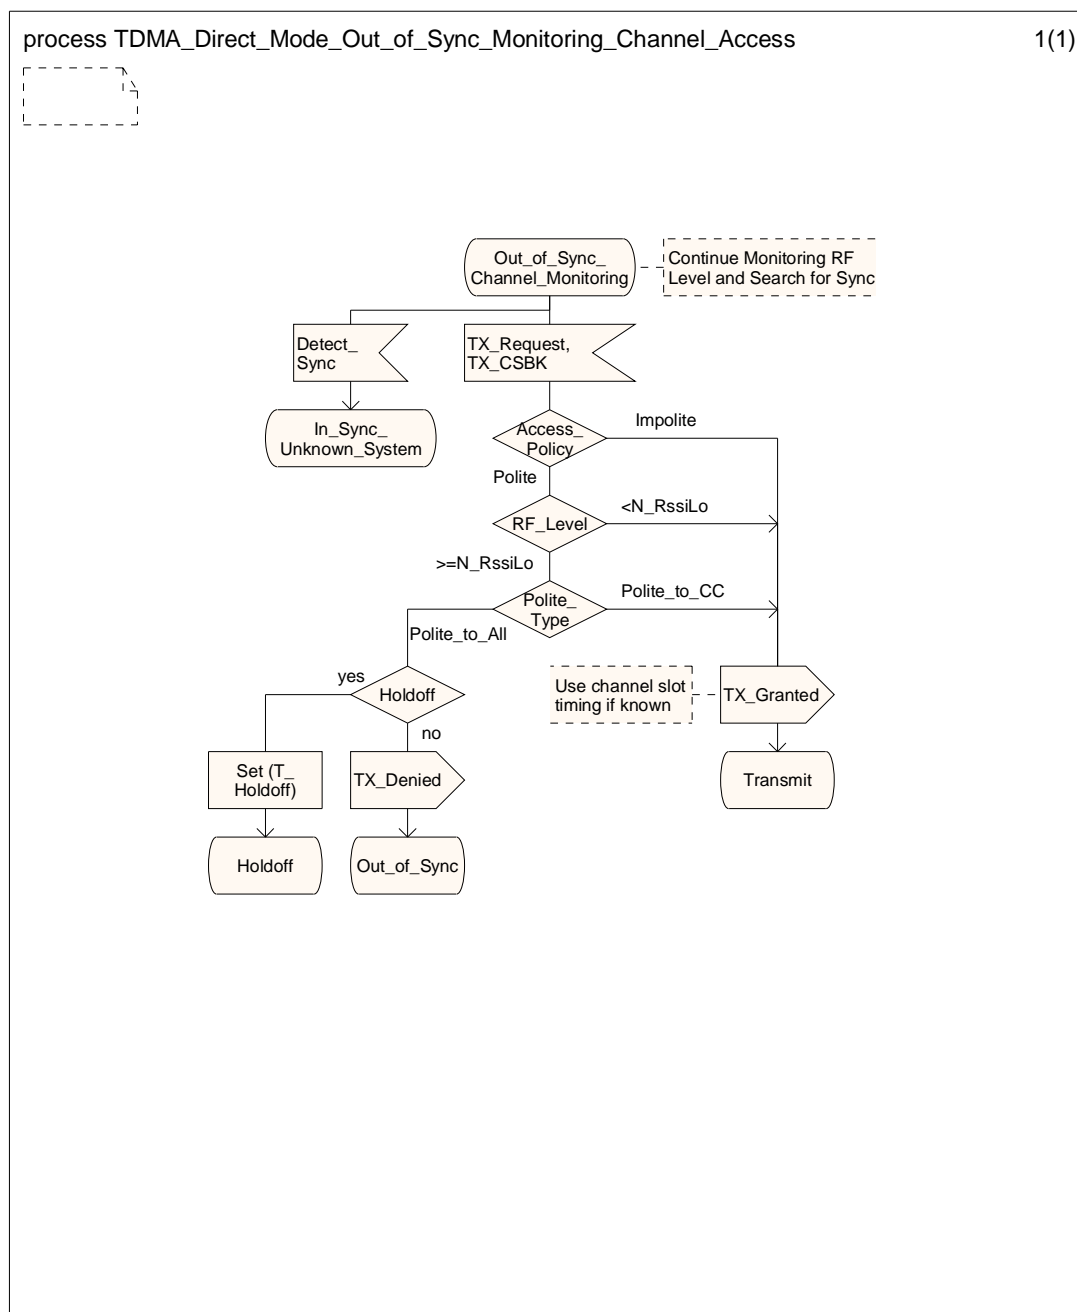 process TDMA_Direct_Mode_Out_of_Sync_Monitoring_Channel_Access
1(1)
Out_of_Sync_
Channel_Monitoring
Continue Monitoring RF
Level and Search for Sync
Detect_
Sync
TX_Request,
TX_CSBK
In_Sync_
Unknown_System
Access_
Policy
Impolite
Polite
RF_Level
<N_RssiLo
>=N_RssiLo
Polite_
Type
Polite_to_CC
Polite_to_All
yes
Holdoff
no
Use channel slot
timing if known
TX_Granted
Set (T_
Holdoff)
TX_Denied
Transmit
Holdoff
Out_of_Sync